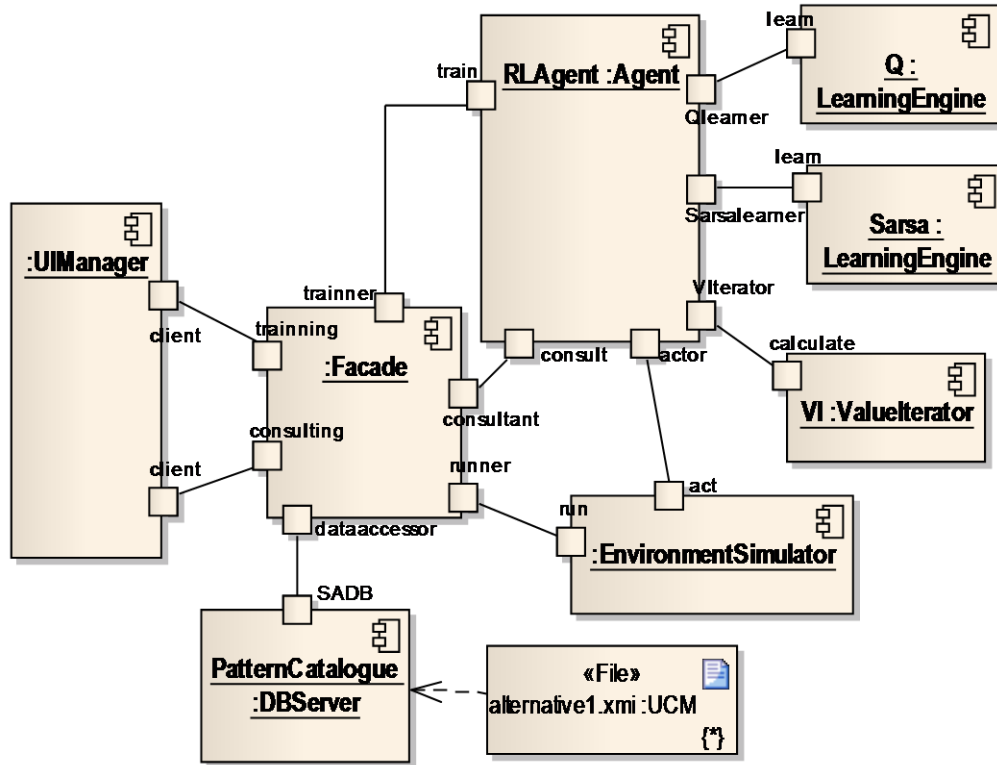 learn
train
RLAgent :Agent
Q :
LearningEngine
Qlearner
learn
Sarsalearner
Sarsa :
LearningEngine
:UIManager
VIterator
trainner
client
trainning
:Facade
consult
actor
calculate
VI :ValueIterator
consultant
consulting
client
runner
act
run
dataaccessor
:EnvironmentSimulator
SADB
PatternCatalogue
:DBServer
«File»
alternative1.xmi :UCM
{*}